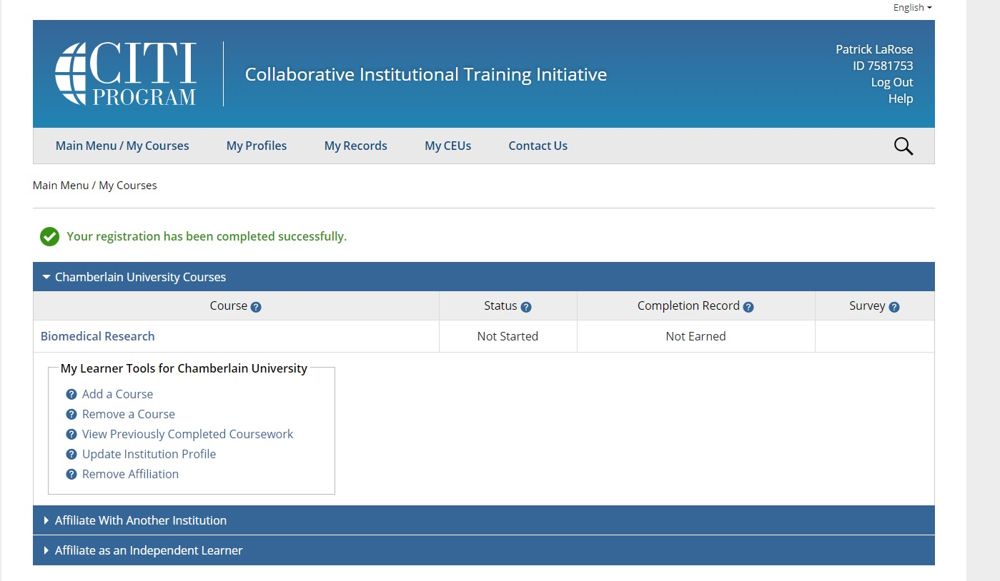 English
CITI
PROGRAM
Collaborative Institutional Training Initiative
Patrick LaRose
ID 7581753
Log Out
Help
Main Menu / My Courses My Profiles My Records My CEUs Contact Us
Main Menu / My Courses
Your registration has been completed successfully.
Chamberlain University Courses
Course ? Status ? Completion Record ? Survey ?
Biomedical Research Not Started Not Earned
My Learner Tools for Chamberlain University
? Add a Course
? Remove a Course
? View Previously Completed Coursework
? Update Institution Profile
? Remove Affiliation
Affiliate With Another Institution
Affiliate as an Independent Learner